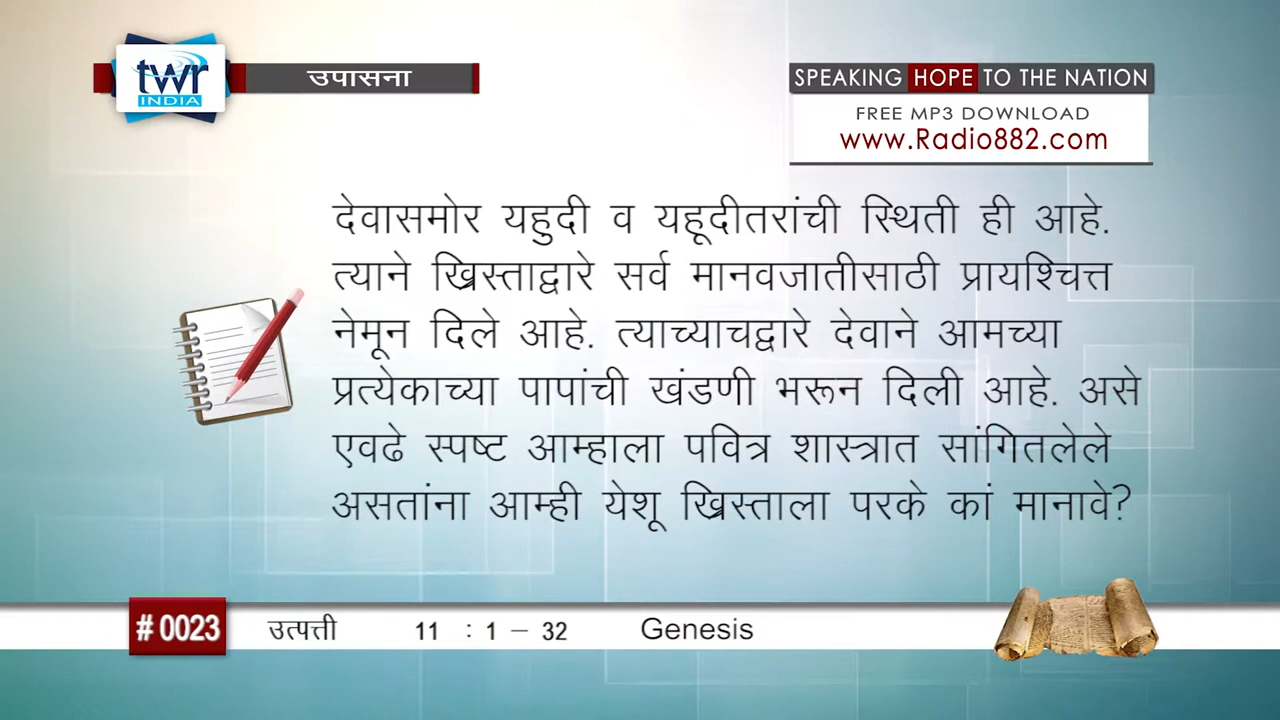 twr
INDIA
उपासना
SPEAKING HOPE TO THE NATION
FREE MP3 DOWNLOAD
www.Radio882.com
देवासमोर यहुदी व यहूदीतरांची स्थिती ही आहे.
त्याने ख्रिस्ताद्वारे सर्व मानवजातीसाठी प्रायश्चित्त
नेमून दिले आहे. त्याच्याचद्वारे देवाने आमच्या
प्रत्येकाच्या पापांची खंडणी भरून दिली आहे. असे
एवढे स्पष्ट आम्हाला पवित्र शास्त्रात सांगितलेले
असतांना आम्ही येशू ख्रिस्ताला परके कां मानावे?
# 0023 उत्पत्ती 11 : 1 – 32 Genesis